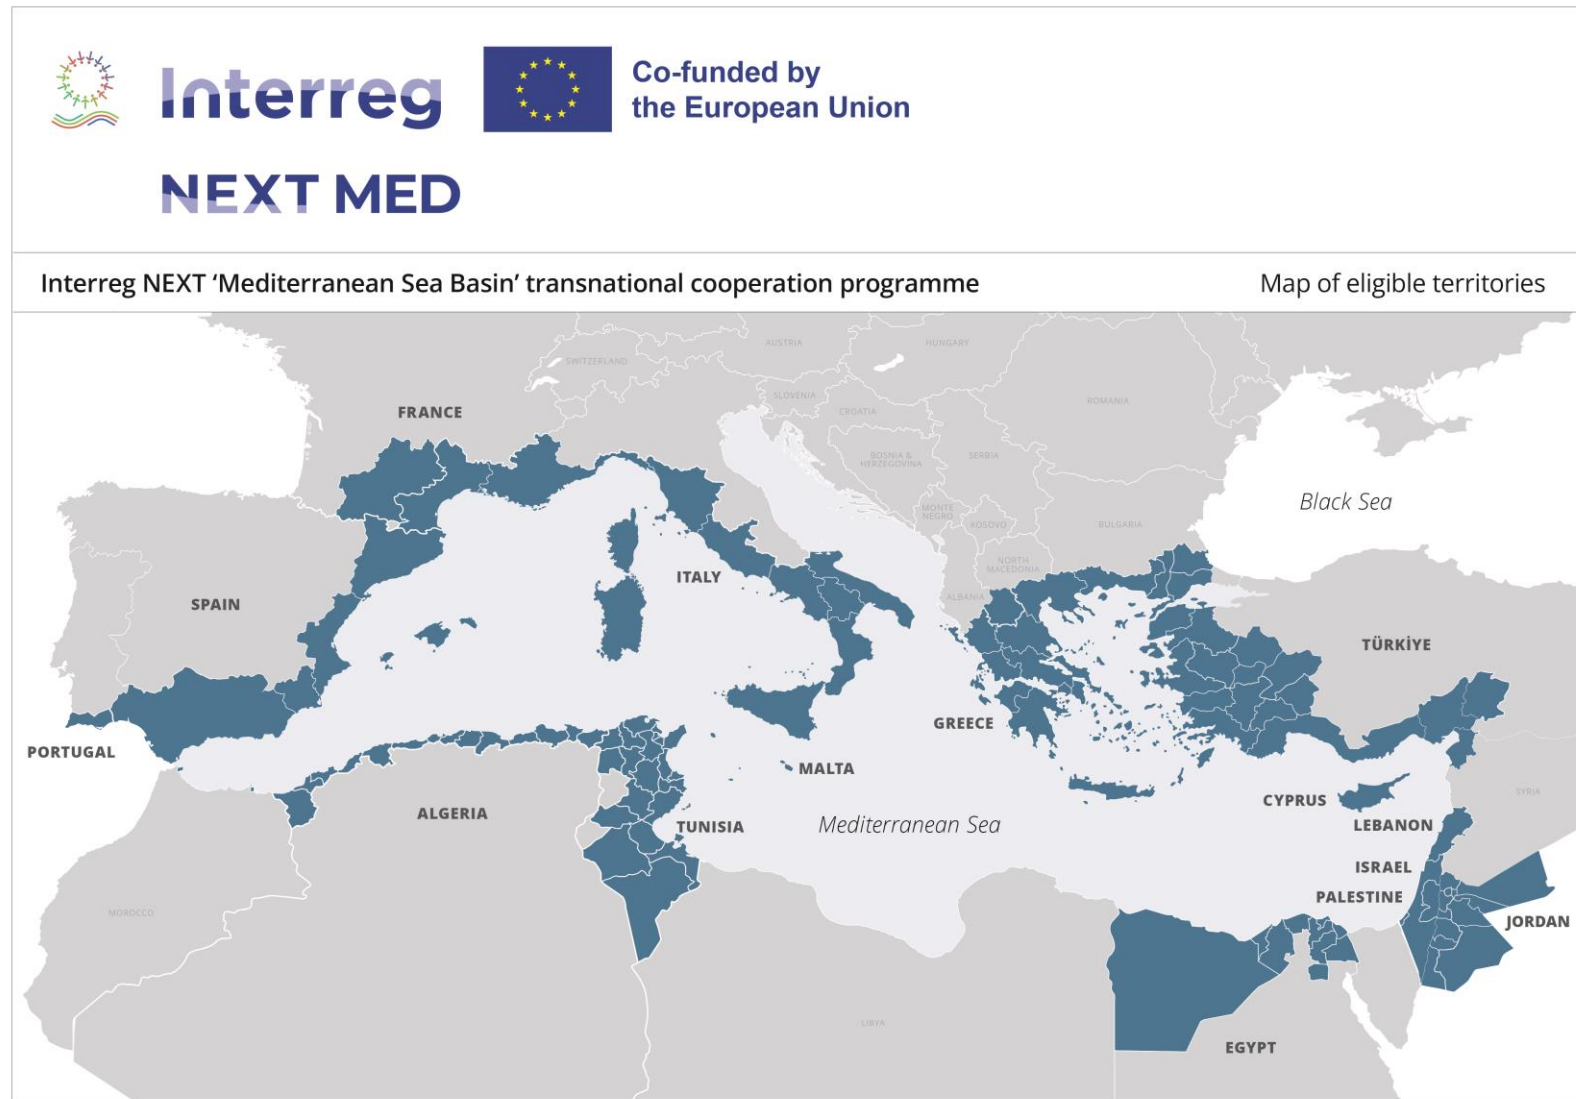 Interreg
Co-funded by
the European Union
NEXT MED
Interreg NEXT ‘Mediterranean Sea Basin’ transnational cooperation programme
Map of eligible territories
AUSTRIA
HUNGARY
SWITZERLAND
SLOVENIA
CROATIA
ROMANIA
FRANCE
BOSNIA &
HERZEGOVINA
SERBIA
Black Sea
MONTE
NEGRO
KOSOVO
BULGARIA
NORTH
MACEDONIA
ITALY
ALBANIA
SPAIN
TÜRKİYE
GREECE
PORTUGAL
MALTA
SYRIA
CYPRUS
ALGERIA
TUNISIA
Mediterranean Sea
LEBANON
ISRAEL
PALESTINE
MOROCCO
JORDAN
LIBYA
EGYPT